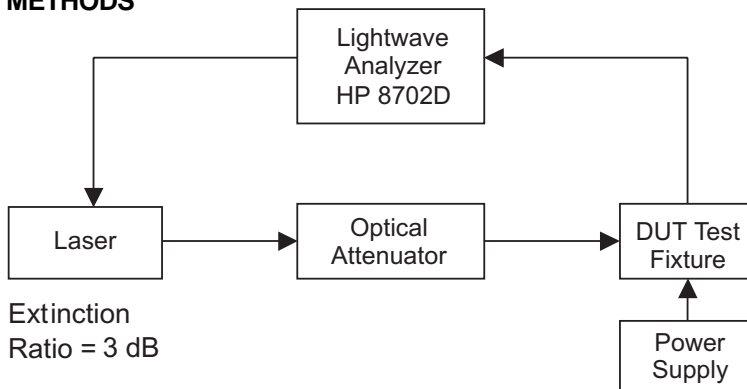 METHODS
Lightwave
Analyzer
HP 8702D
Laser
Optical
Attenuator
DUT Test
Fixture
Extinction
Ratio = 3 dB
Power
Supply